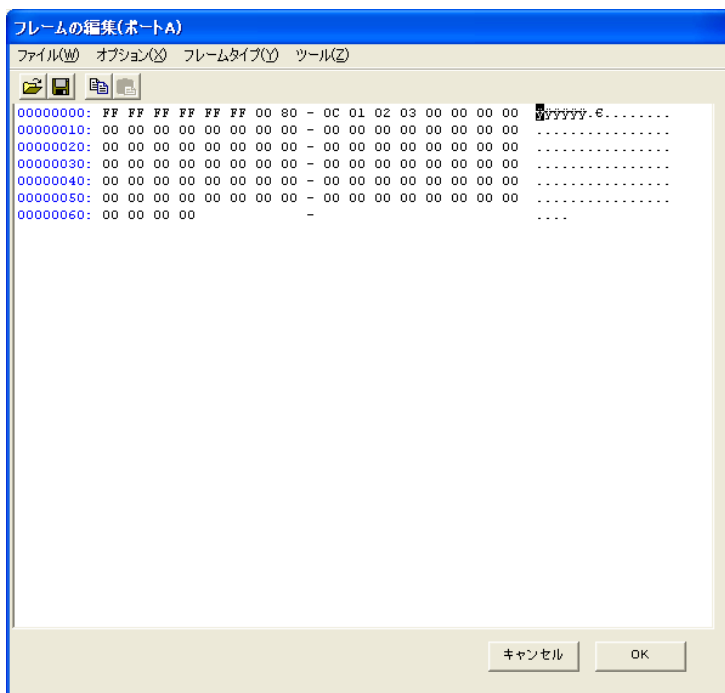 フレームの編集(ポートA)
ファイル(W) オプション(X) フレームタイプ(Y) ツール(Z)
00000000: FF FF FF FF FF FF 00 80 - 0C 01 02 03 00 00 00 00 ÿÿÿÿÿÿ.€........
00000010: 00 00 00 00 00 00 00 00 - 00 00 00 00 00 00 00 00 ................
00000020: 00 00 00 00 00 00 00 00 - 00 00 00 00 00 00 00 00 ................
00000030: 00 00 00 00 00 00 00 00 - 00 00 00 00 00 00 00 00 ................
00000040: 00 00 00 00 00 00 00 00 - 00 00 00 00 00 00 00 00 ................
00000050: 00 00 00 00 00 00 00 00 - 00 00 00 00 00 00 00 00 ................
00000060: 00 00 00 00 - ....
キャンセル OK